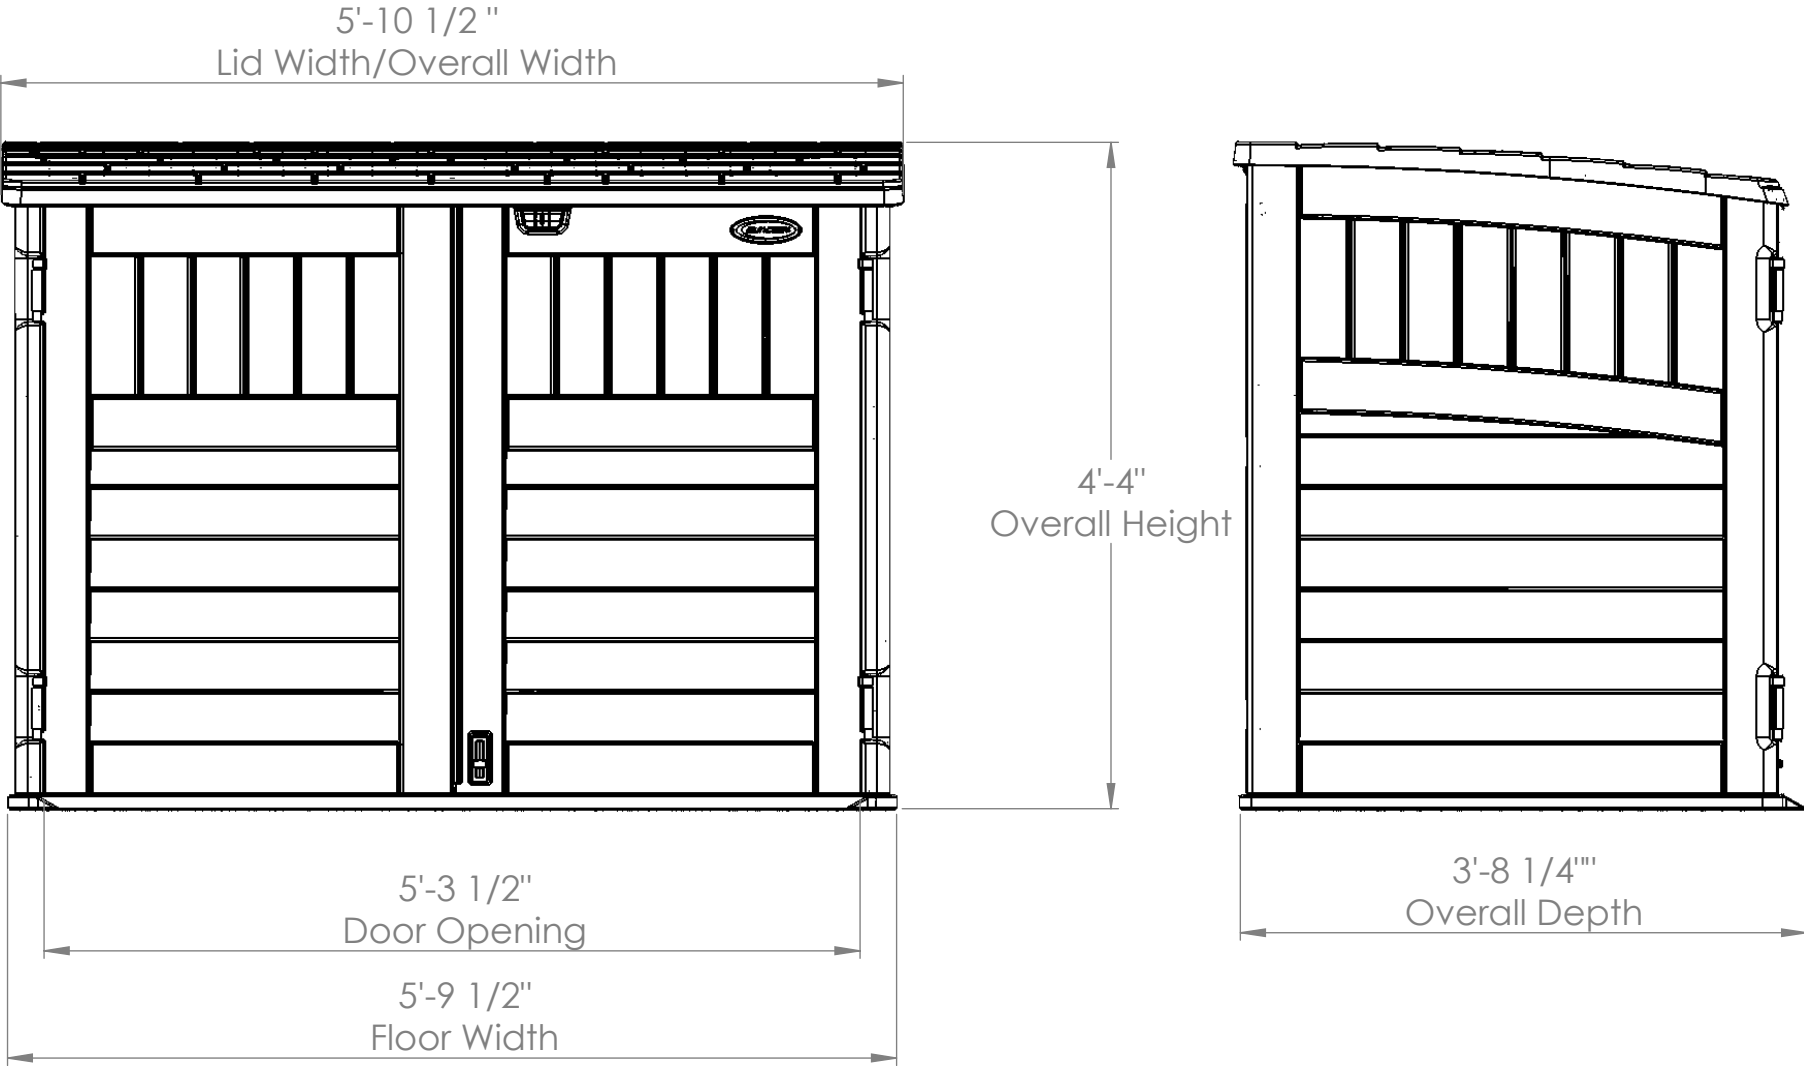 5'-10 1/2 "
Lid Width/Overall Width
SUNCAST
4'-4"
Overall Height
5'-3 1/2"
Door Opening
3'-8 1/4""
Overall Depth
5'-9 1/2"
Floor Width